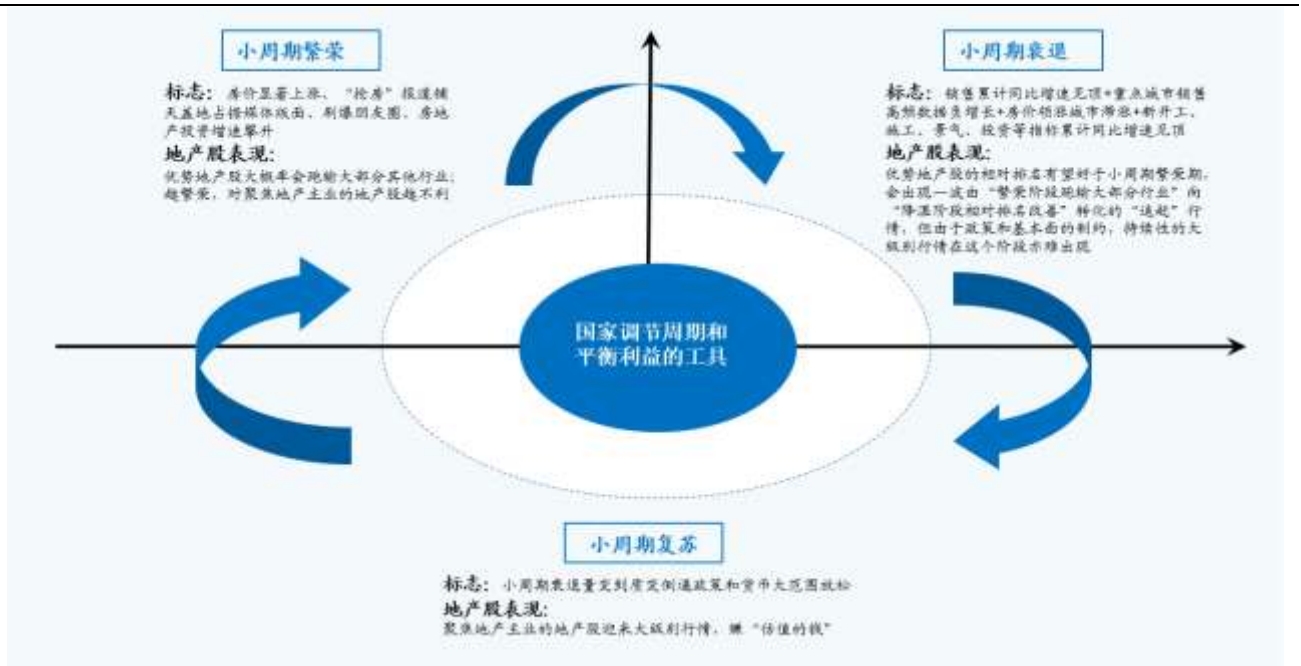 小周期繁荣
标志：房价显著上涨、“抢房”报道铺
天盖地占据媒体版面、刷爆朋友圈、房地
产投资增速攀升
地产股表现：
优势地产股大概率会跑输大部分其他行业；
越繁荣，对聚焦地产主业的地产股越不利
小周期衰退
标志：销售累计同比增速见顶+重点城市销售
高频数据负增长+房价领涨城市滞涨+新开工、
施工、景气、投资等指标累计同比增速见顶
地产股表现：
优势地产股的相对排名有望好于小周期繁荣期，
会出现一波由“繁荣阶段跑输大部分行业”向
“降温阶段相对排名改善”转化的“追赶”行
情，但由于政策和基本面的制约，持续性的大
级别行情在这个阶段亦难出现
国家调节周期和
平衡利益的工具
小周期复苏
标志：小周期衰退量变到质变倒逼政策和货币大范围放松
地产股表现：
聚焦地产主业的地产股迎来大级别行情，赚“估值的钱”